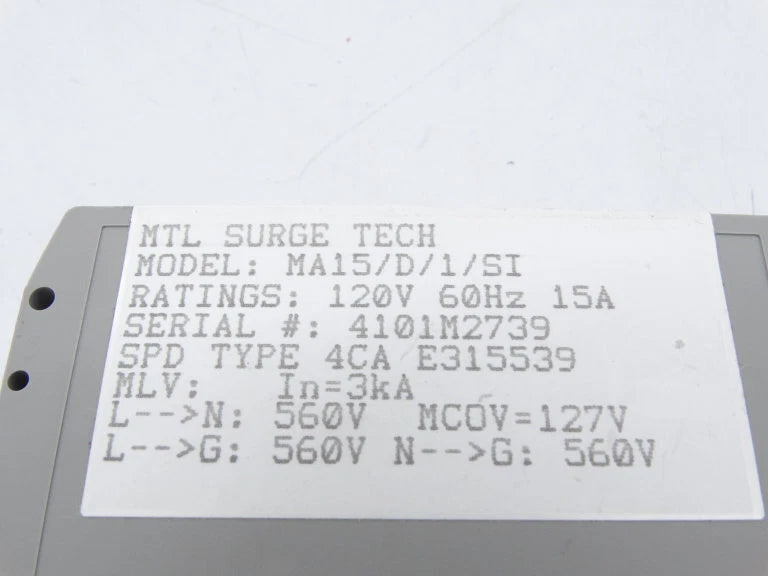 MTL SURGE TECH
MODEL: MA15/D/1/SI
RATINGS: 120V 60Hz 15A
SERIAL #: 4101M2739
SPD TYPE 4CA E315539
MLV: In=3kA
L-->N: 560V MCOV=127V
L-->G: 560V N-->G: 560V